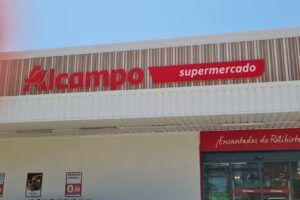 Alcampo
supermercado
¡Encantados de Recibirte!